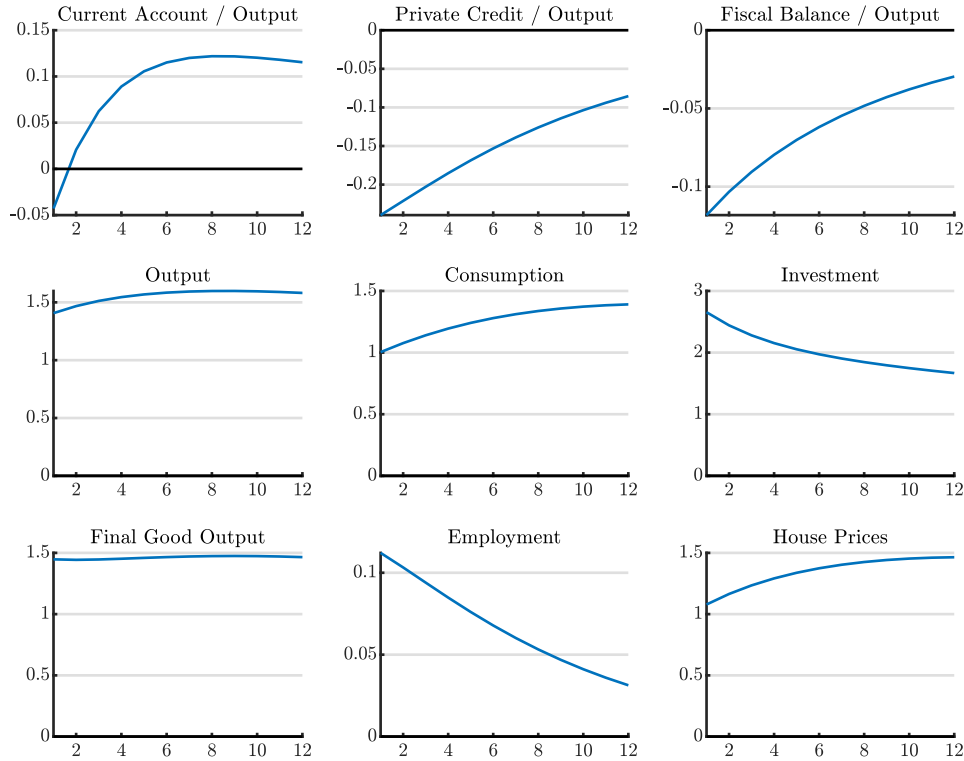 Current Account / Output
0.15
0.1
0.05
0
-0.05
2 4 6 8 10 12
Private Credit / Output
0
-0.05
-0.1
-0.15
-0.2
2 4 6 8 10 12
Fiscal Balance / Output
0
-0.05
-0.1
2 4 6 8 10 12
Output
1.5
1
0.5
0
2 4 6 8 10 12
Consumption
1.5
1
0.5
0
2 4 6 8 10 12
Investment
3
2
1
0
2 4 6 8 10 12
Final Good Output
1.5
1
0.5
0
2 4 6 8 10 12
Employment
0.1
0.05
0
2 4 6 8 10 12
House Prices
1.5
1
0.5
0
2 4 6 8 10 12